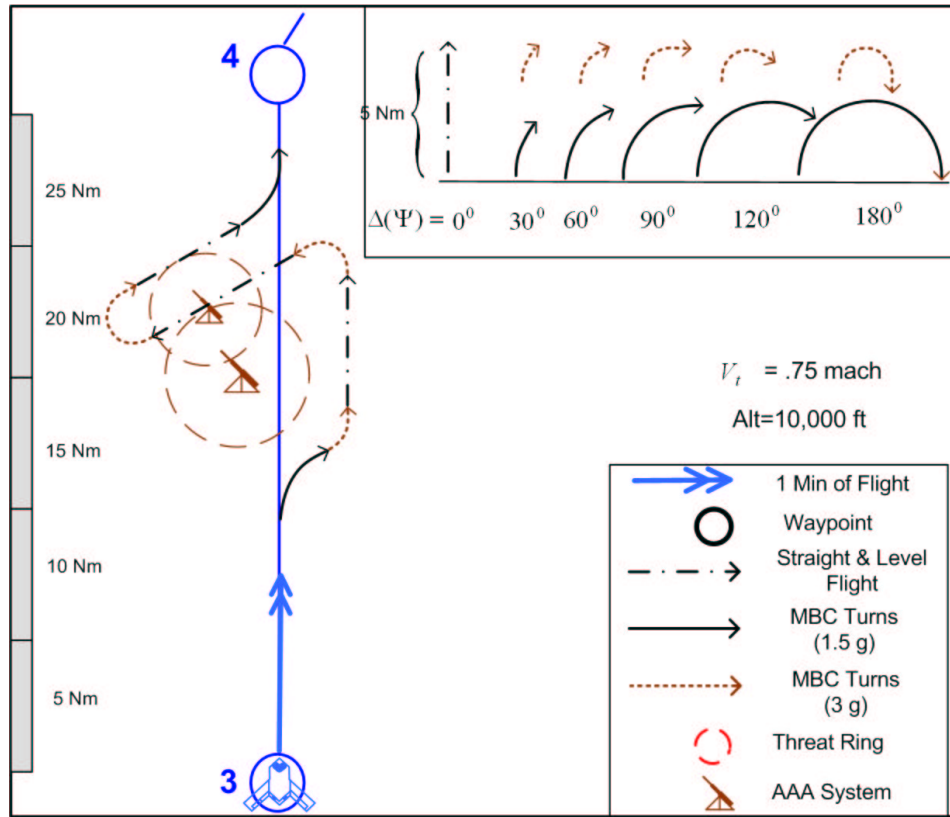 4
5 Nm
Δ(Ψ) = 0⁰ 30⁰ 60⁰ 90⁰ 120⁰ 180⁰
25 Nm
20 Nm
15 Nm
10 Nm
5 Nm
3
V_t = .75 mach
Alt=10,000 ft
1 Min of Flight
Waypoint
Straight & Level
Flight
MBC Turns
(1.5 g)
MBC Turns
(3 g)
Threat Ring
AAA System